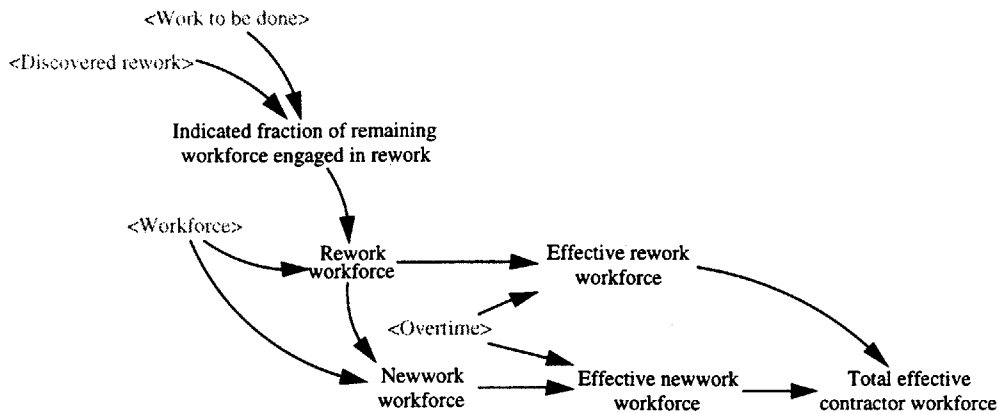 <Work to be done>
<Discovered rework>
Indicated fraction of remaining
workforce engaged in rework
<Workforce>
Rework
workforce
Effective rework
workforce
<Overtime>
Newwork
workforce
Effective newwork
workforce
Total effective
contractor workforce